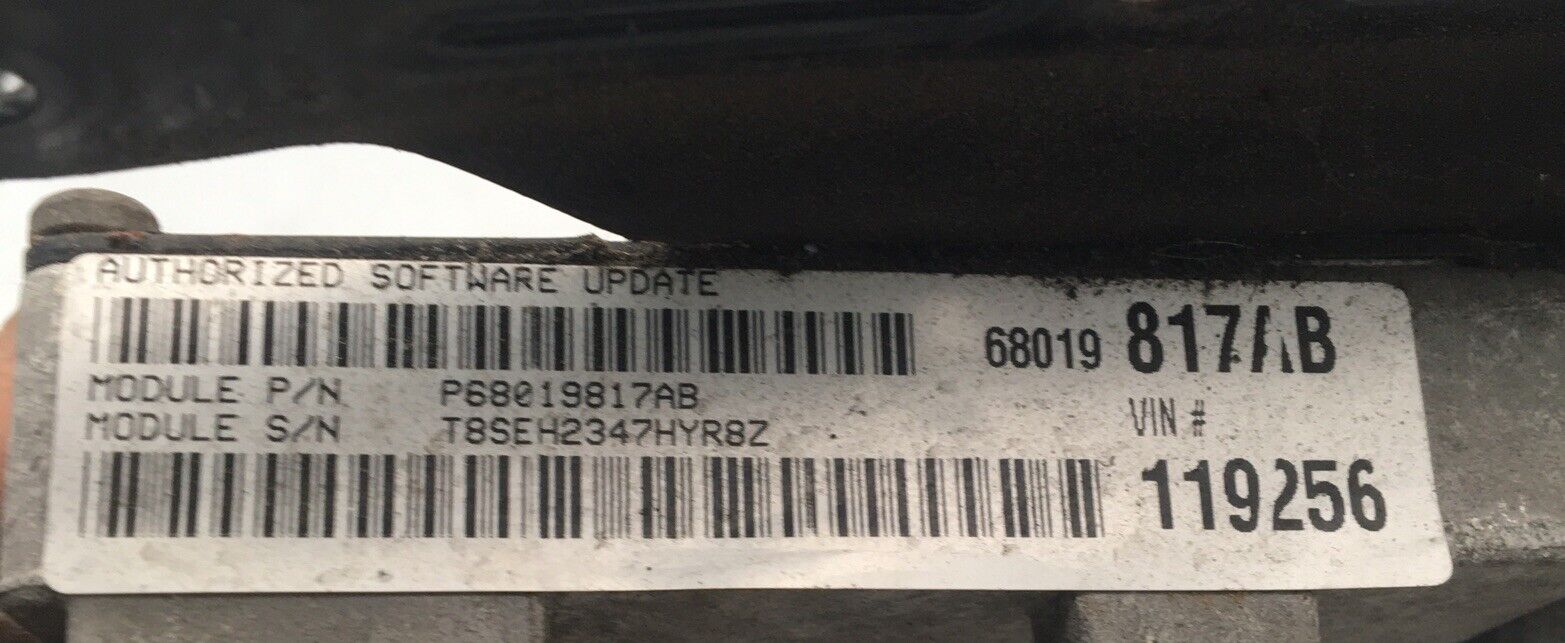 AUTHORIZED SOFTWARE UPDATE
68019 817AB
MODULE P/N P68019817AB
MODULE S/N T8SEH2347HYR8Z
VIN #
119256